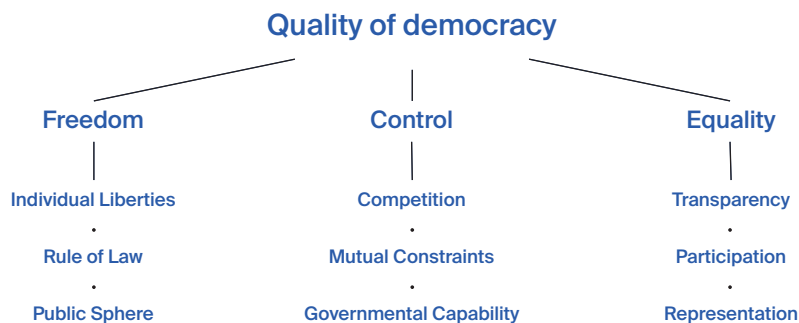 Quality of democracy
Freedom
Control
Equality
Individual Liberties
Competition
Transparency
Rule of Law
Mutual Constraints
Participation
Public Sphere
Governmental Capability
Representation